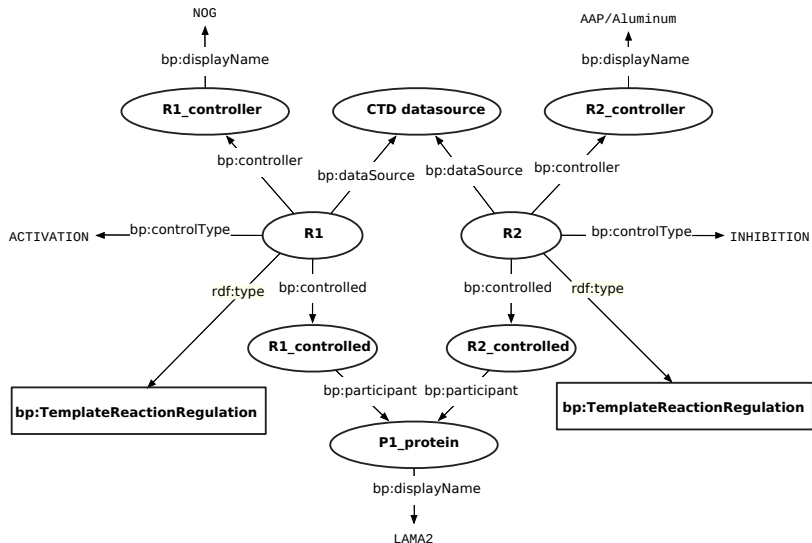 NOG
AAP/Aluminum
bp:displayName
bp:displayName
R1_controller
CTD datasource
R2_controller
bp:controller
bp:dataSource
bp:dataSource
bp:controller
ACTIVATION
bp:controlType
R1
R2
bp:controlType
INHIBITION
rdf:type
bp:controlled
bp:controlled
rdf:type
R1_controlled
R2_controlled
bp:participant
bp:participant
bp:TemplateReactionRegulation
bp:TemplateReactionRegulation
P1_protein
bp:displayName
LAMA2